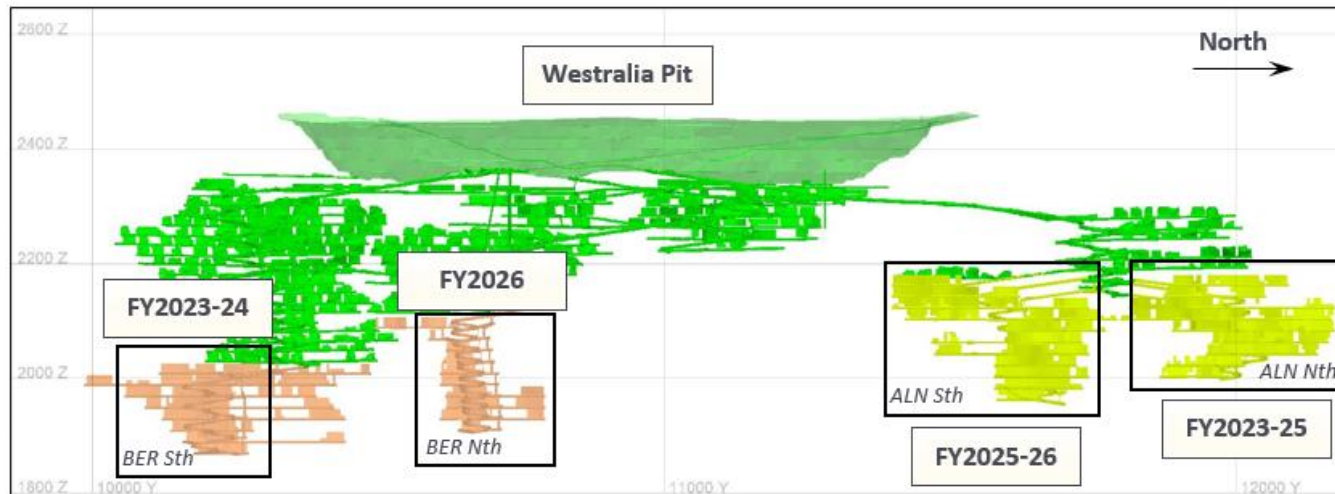 2600 Z
North
Westralia Pit
2400 Z
2200 Z
FY2026
FY2023-24
2000 Z
ALN Nth
ALN Sth
FY2023-25
BER Nth
BER Sth
FY2025-26
1800 Z
10000 Y
11000 Y
12000 Y